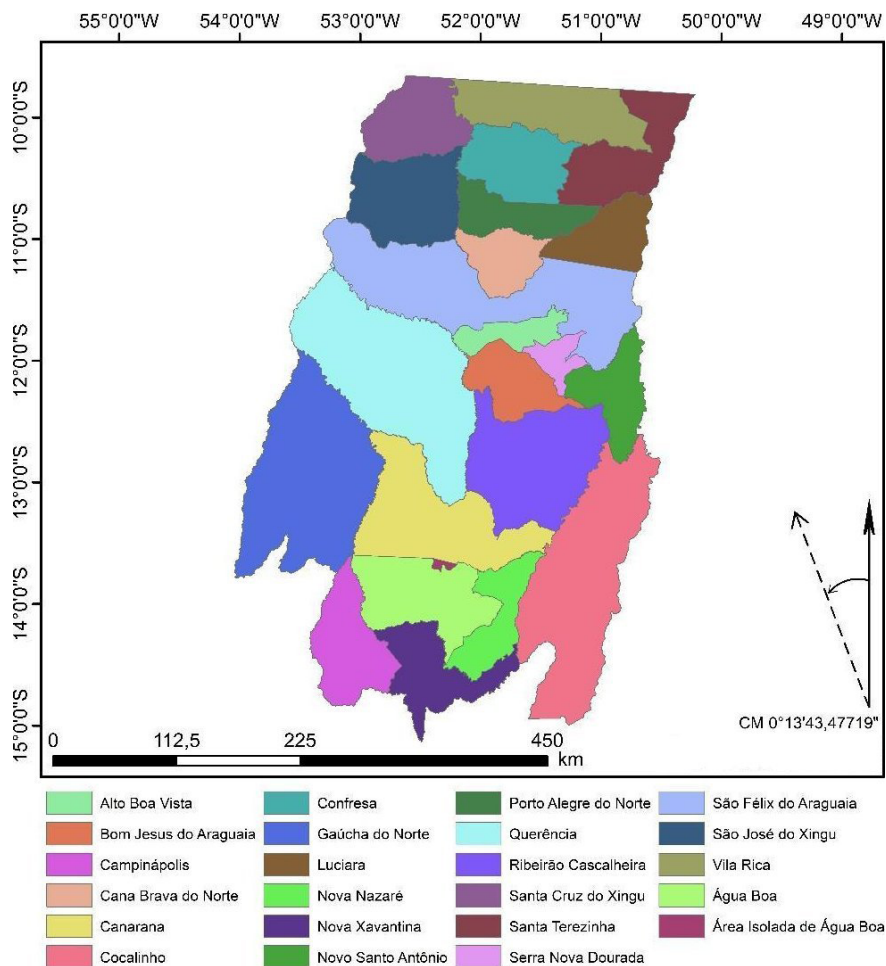 55°0'0"W 54°0'0"W 53°0'0"W 52°0'0"W 51°0'0"W 50°0'0"W 49°0'0"W
10°0'0"S
11°0'0"S
12°0'0"S
13°0'0"S
14°0'0"S
15°0'0"S
CM 0°13'43,47719"
0 112,5 225 450
km
Alto Boa Vista Confresa Porto Alegre do Norte São Félix do Araguaia
Bom Jesus do Araguaia Gaúcha do Norte Querência São José do Xingu
Campinápolis Luciara Ribeirão Cascalheira Vila Rica
Cana Brava do Norte Nova Nazaré Santa Cruz do Xingu Água Boa
Canarana Nova Xavantina Santa Terezinha Área Isolada de Água Boa
Cocalinho Novo Santo Antônio Serra Nova Dourada